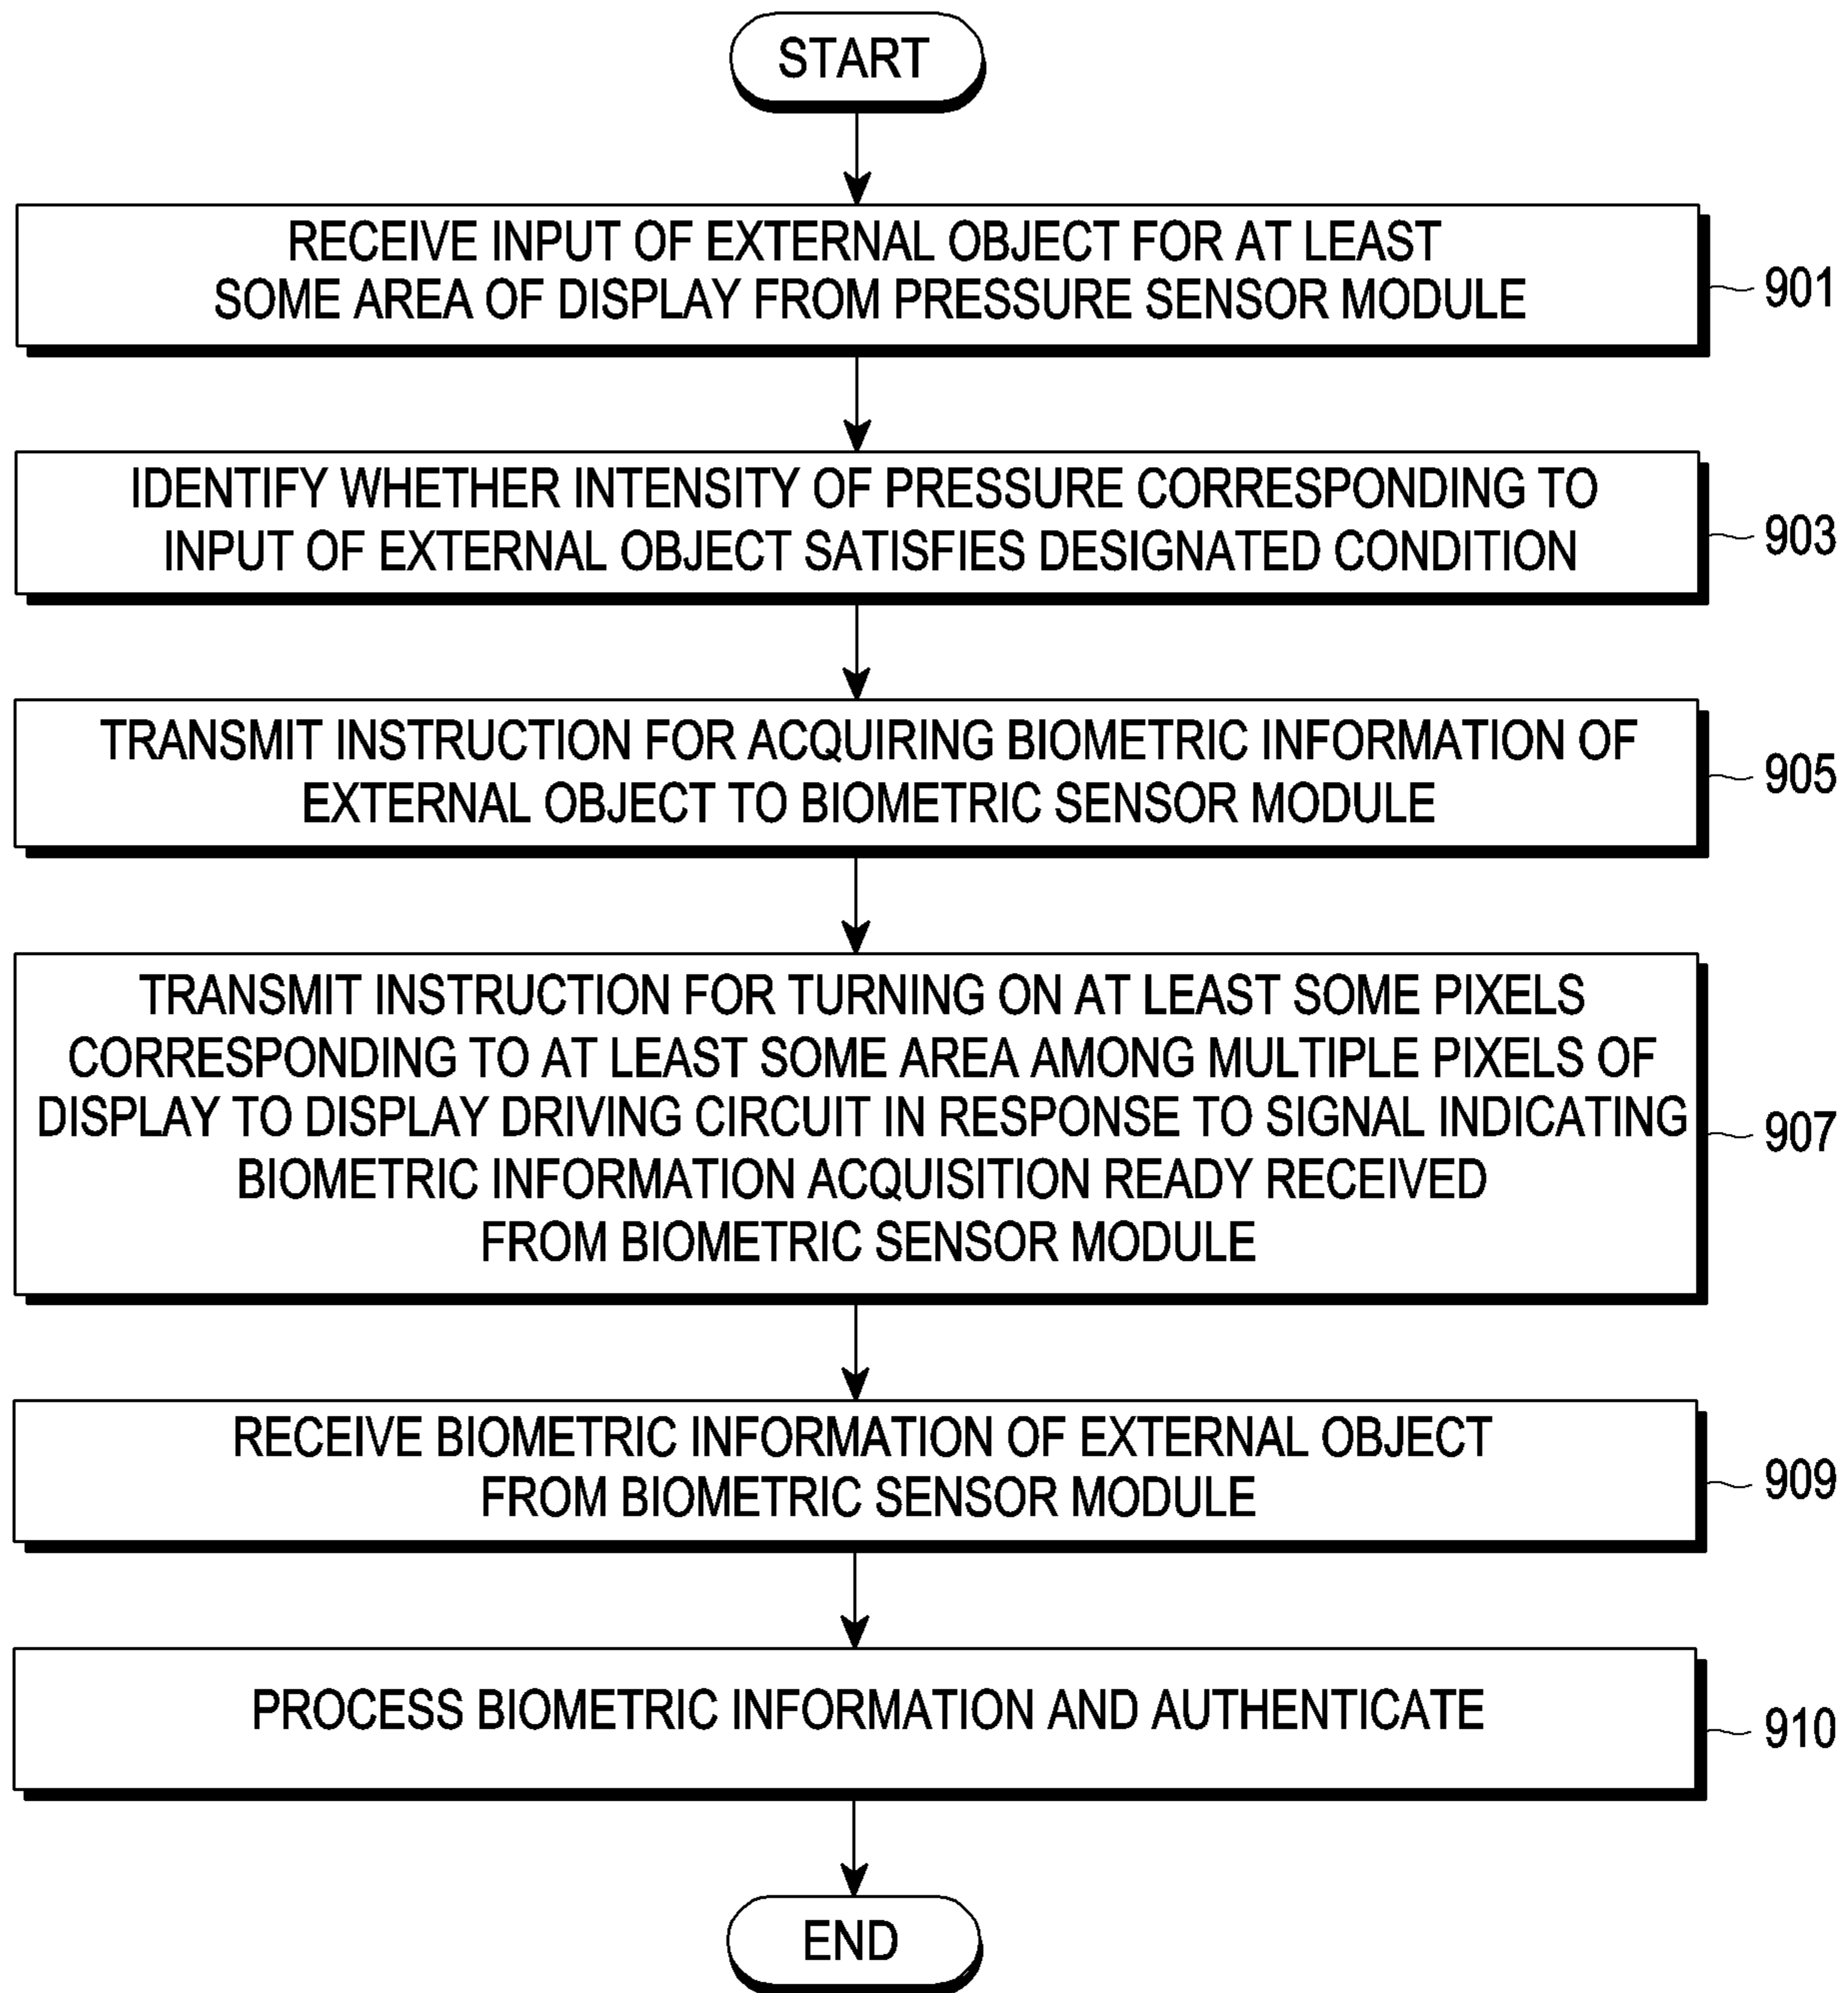 START
RECEIVE INPUT OF EXTERNAL OBJECT FOR AT LEAST
SOME AREA OF DISPLAY FROM PRESSURE SENSOR MODULE
901
IDENTIFY WHETHER INTENSITY OF PRESSURE CORRESPONDING TO
INPUT OF EXTERNAL OBJECT SATISFIES DESIGNATED CONDITION
903
TRANSMIT INSTRUCTION FOR ACQUIRING BIOMETRIC INFORMATION OF
EXTERNAL OBJECT TO BIOMETRIC SENSOR MODULE
905
TRANSMIT INSTRUCTION FOR TURNING ON AT LEAST SOME PIXELS
CORRESPONDING TO AT LEAST SOME AREA AMONG MULTIPLE PIXELS OF
DISPLAY TO DISPLAY DRIVING CIRCUIT IN RESPONSE TO SIGNAL INDICATING
BIOMETRIC INFORMATION ACQUISITION READY RECEIVED
FROM BIOMETRIC SENSOR MODULE
907
RECEIVE BIOMETRIC INFORMATION OF EXTERNAL OBJECT
FROM BIOMETRIC SENSOR MODULE
909
PROCESS BIOMETRIC INFORMATION AND AUTHENTICATE
910
END